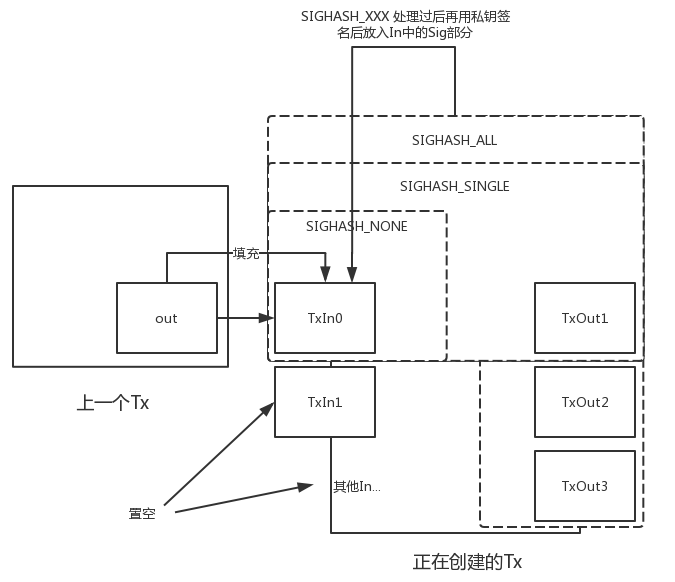 SIGHASH_XXX 处理过后再用私钥签
名后放入In中的Sig部分
SIGHASH_ALL
SIGHASH_SINGLE
SIGHASH_NONE
填充
out
TxIn0
TxOut1
上一个Tx
TxIn1
TxOut2
其他In...
TxOut3
置空
正在创建的Tx